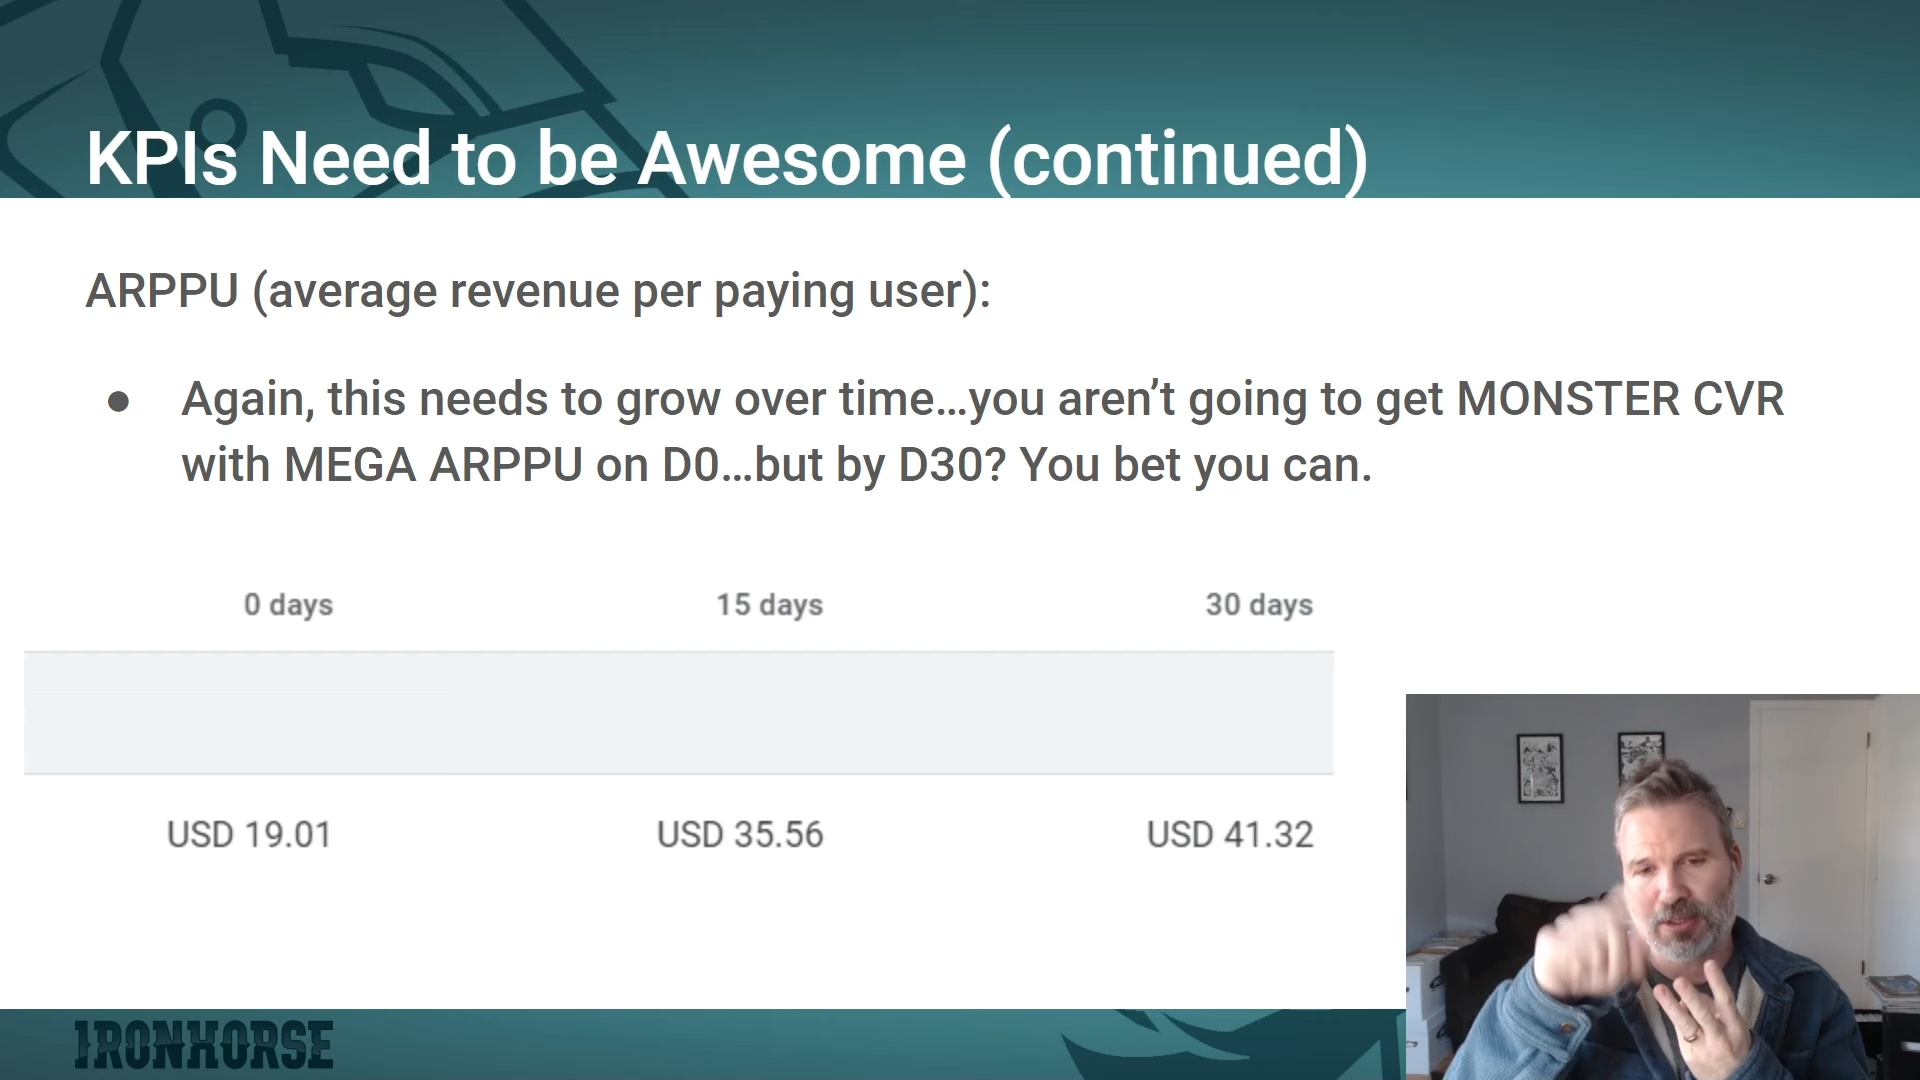 KPIs Need to be Awesome (continued)
ARPPU (average revenue per paying user):
● Again, this needs to grow over time…you aren’t going to get MONSTER CVR
with MEGA ARPPU on D0…but by D30? You bet you can.
0 days 15 days 30 days
USD 19.01 USD 35.56 USD 41.32
IRONHORSE